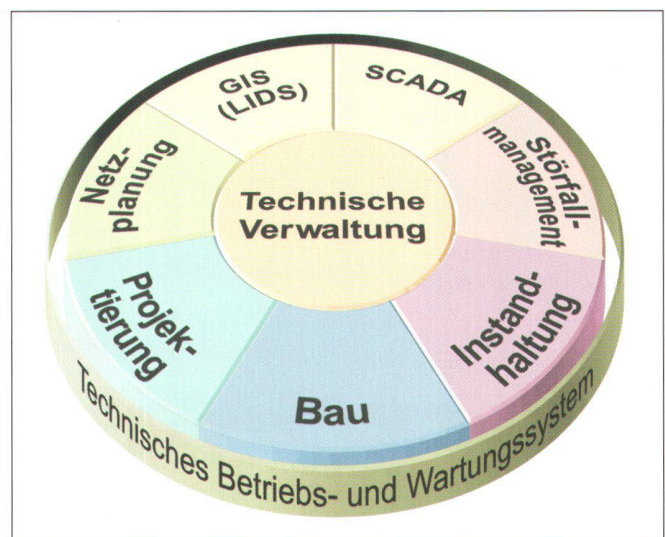 GIS
(LIDS)
SCADA
Störfall-
management
Instand-
haltung
Bau
Projek-
tierung
Netz-
planung
Technische
Verwaltung
Technisches Betriebs- und Wartungssystem